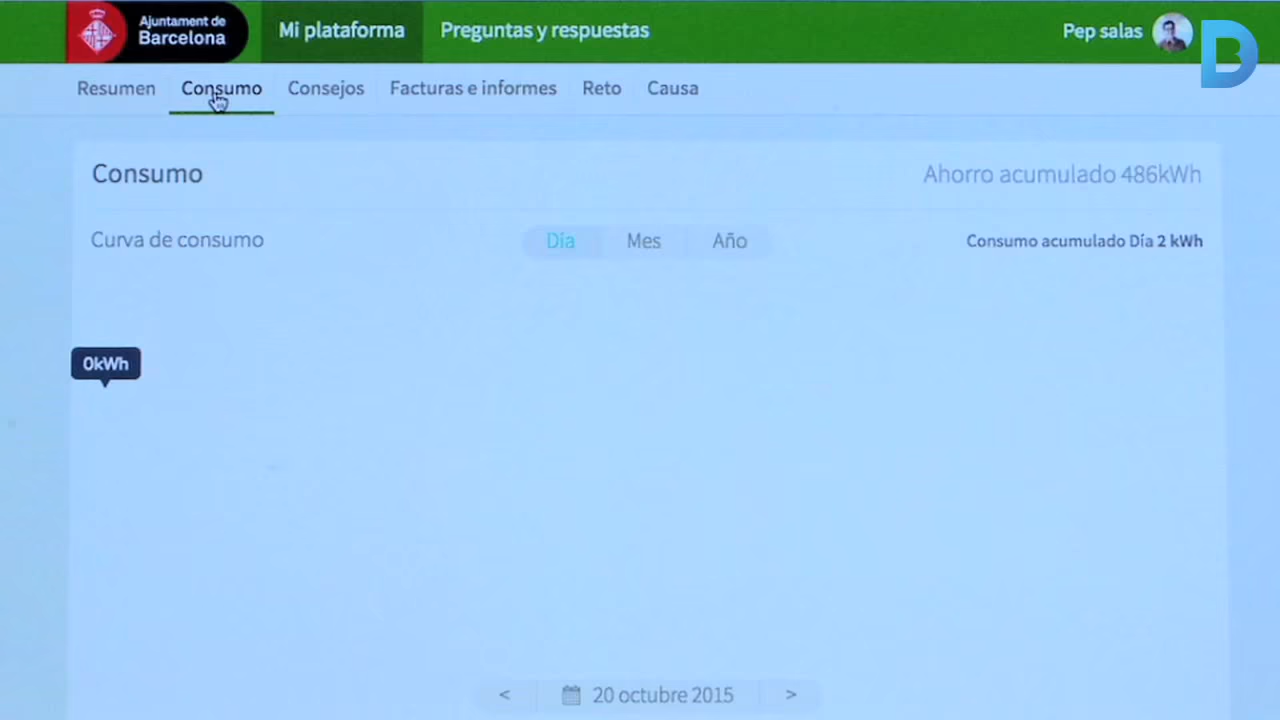 Ajuntament de
Barcelona
Mi plataforma
Preguntas y respuestas
Pep salas
Resumen
Consumo
Consejos
Facturas e informes
Reto
Causa
Consumo
Ahorro acumulado 486kWh
Curva de consumo
Día
Mes
Año
Consumo acumulado Día 2 kWh
0kWh
< 20 octubre 2015 >